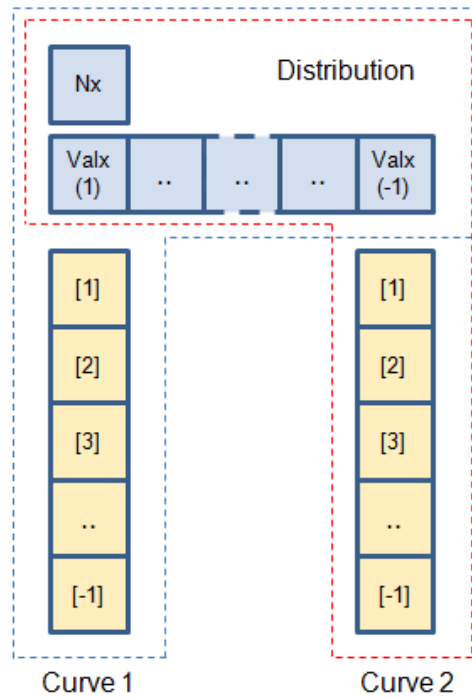 Distribution
Nx
Valx (1) .. .. .. Valx (-1)
[1] [1]
[2] [2]
[3] [3]
.. ..
[-1] [-1]
Curve 1 Curve 2